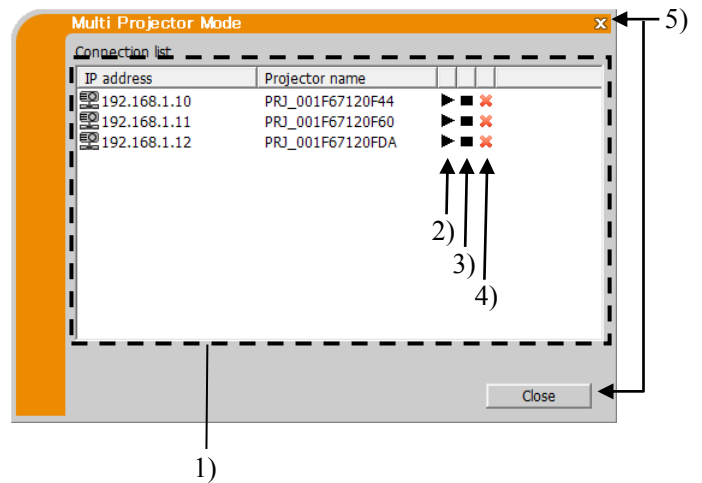 Multi Projector Mode x 5)
Connection list
IP address Projector name
192.168.1.10 PRJ_001F67120F44
192.168.1.11 PRJ_001F67120F60
192.168.1.12 PRJ_001F67120FDA
2)
3)
4)
Close
1)